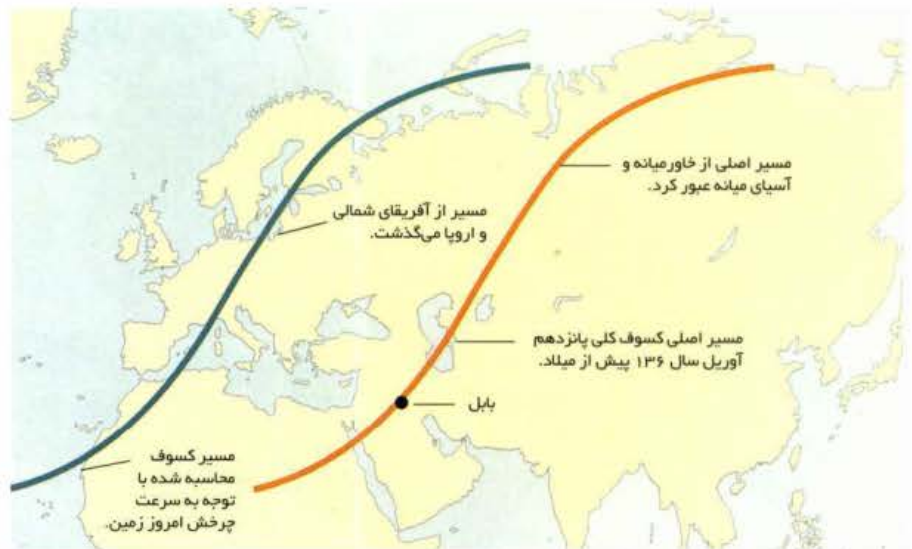 مسیر اصلی از خاورمیانه و
آسیای میانه عبور کرد.
مسیر از آفریقای شمالی
و اروپا می‌گذشت.
مسیر اصلی کسوف کلی پانزدهم
آوریل سال ۱۳۶ پیش از میلاد.
بابل
مسیر کسوف
محاسبه شده با
توجه به سرعت
چرخش امروز زمین.